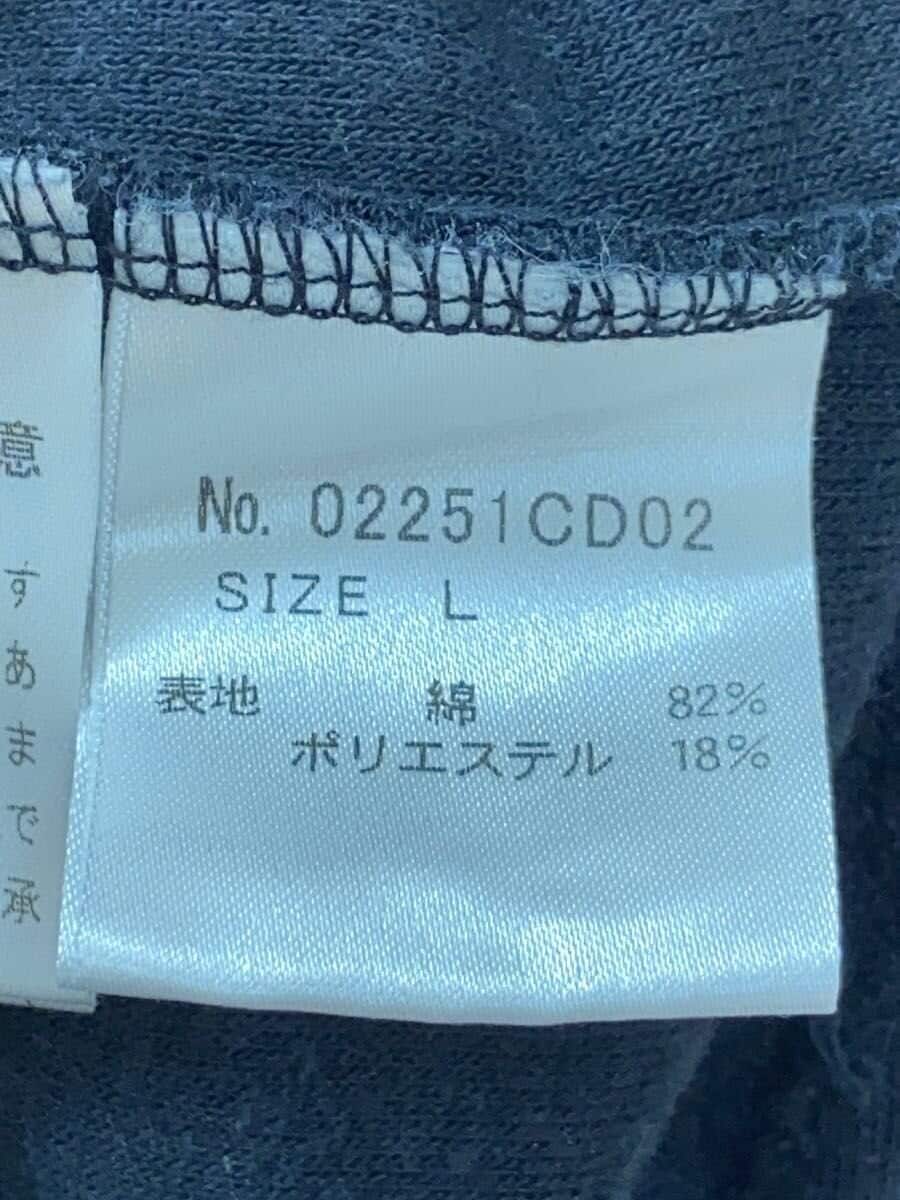 No. 02251CD02
SIZE L
表地 綿 82%
ポリエステル 18%
意
す
あ
ま
で
承